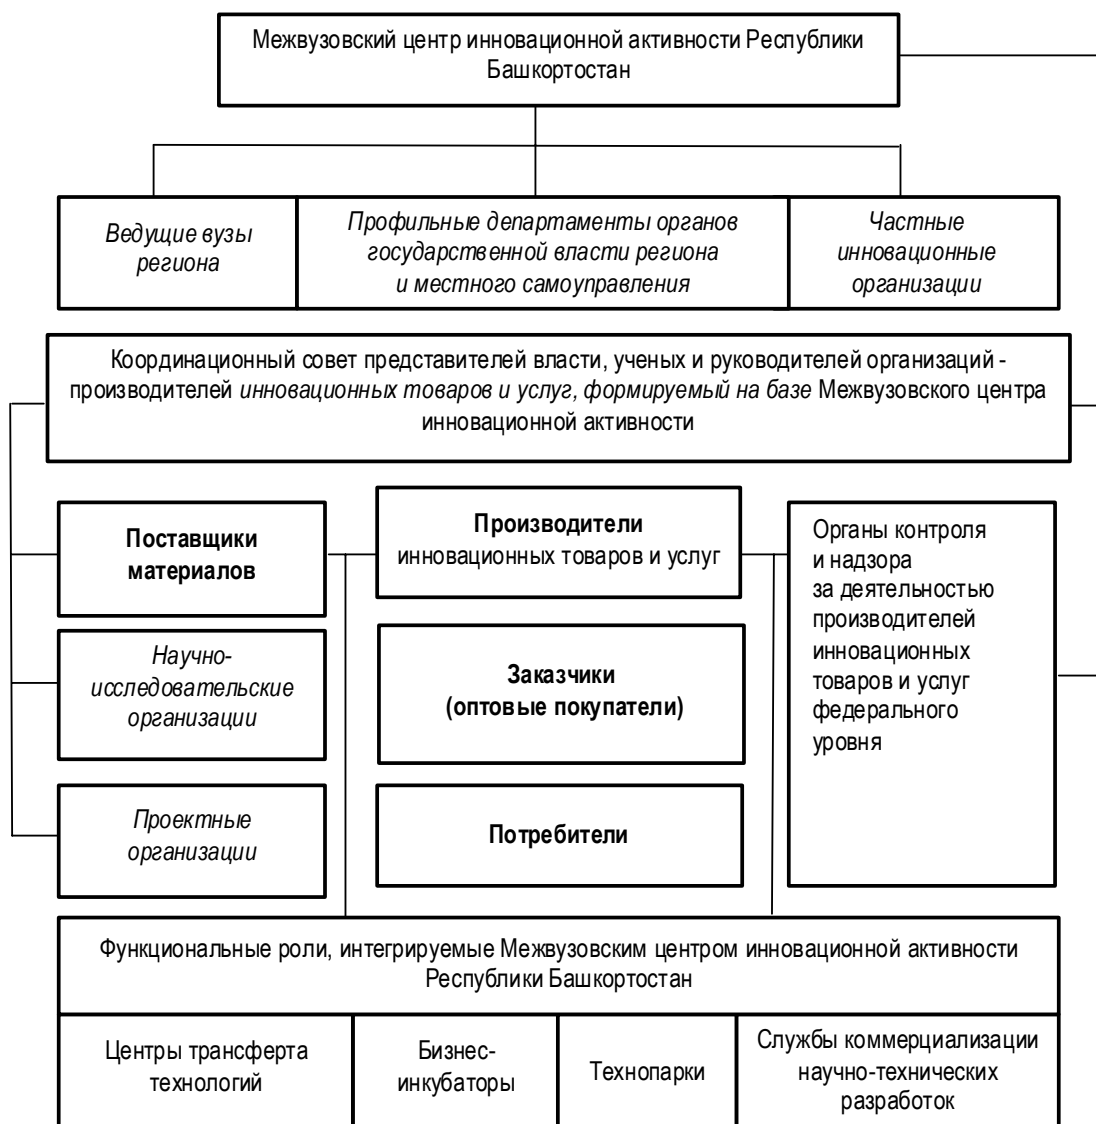 Межвузовский центр инновационной активности Республики
Башкортостан
Ведущие вузы
региона
Профильные департаменты органов
государственной власти региона
и местного самоуправления
Частные
инновационные
организации
Координационный совет представителей власти, ученых и руководителей организаций -
производителей инновационных товаров и услуг, формируемый на базе Межвузовского центра
инновационной активности
Поставщики
материалов
Производители
инновационных товаров и услуг
Органы контроля
и надзора
за деятельностью
производителей
инновационных
товаров и услуг
федерального
уровня
Научно-
исследовательские
организации
Заказчики
(оптовые покупатели)
Проектные
организации
Потребители
Функциональные роли, интегрируемые Межвузовским центром инновационной активности
Республики Башкортостан
Центры трансферта
технологий
Бизнес-
инкубаторы
Технопарки
Службы коммерциализации
научно-технических
разработок